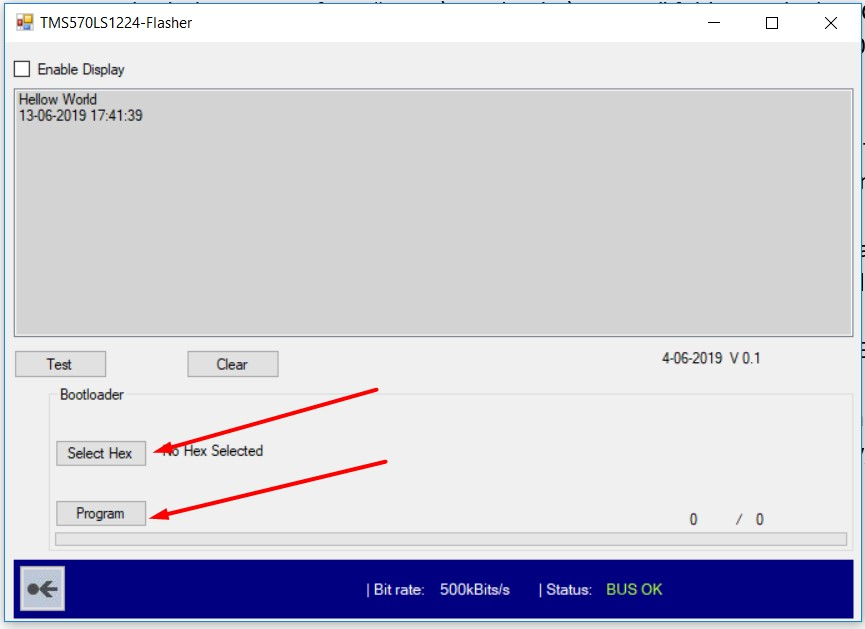 TMS570LS1224-Flasher
Enable Display
Hellow World
13-06-2019 17:41:39
Test
Clear
4-06-2019 V 0.1
Bootloader
Select Hex
No Hex Selected
Program
0 / 0
| Bit rate: 500kBits/s | Status: BUS OK